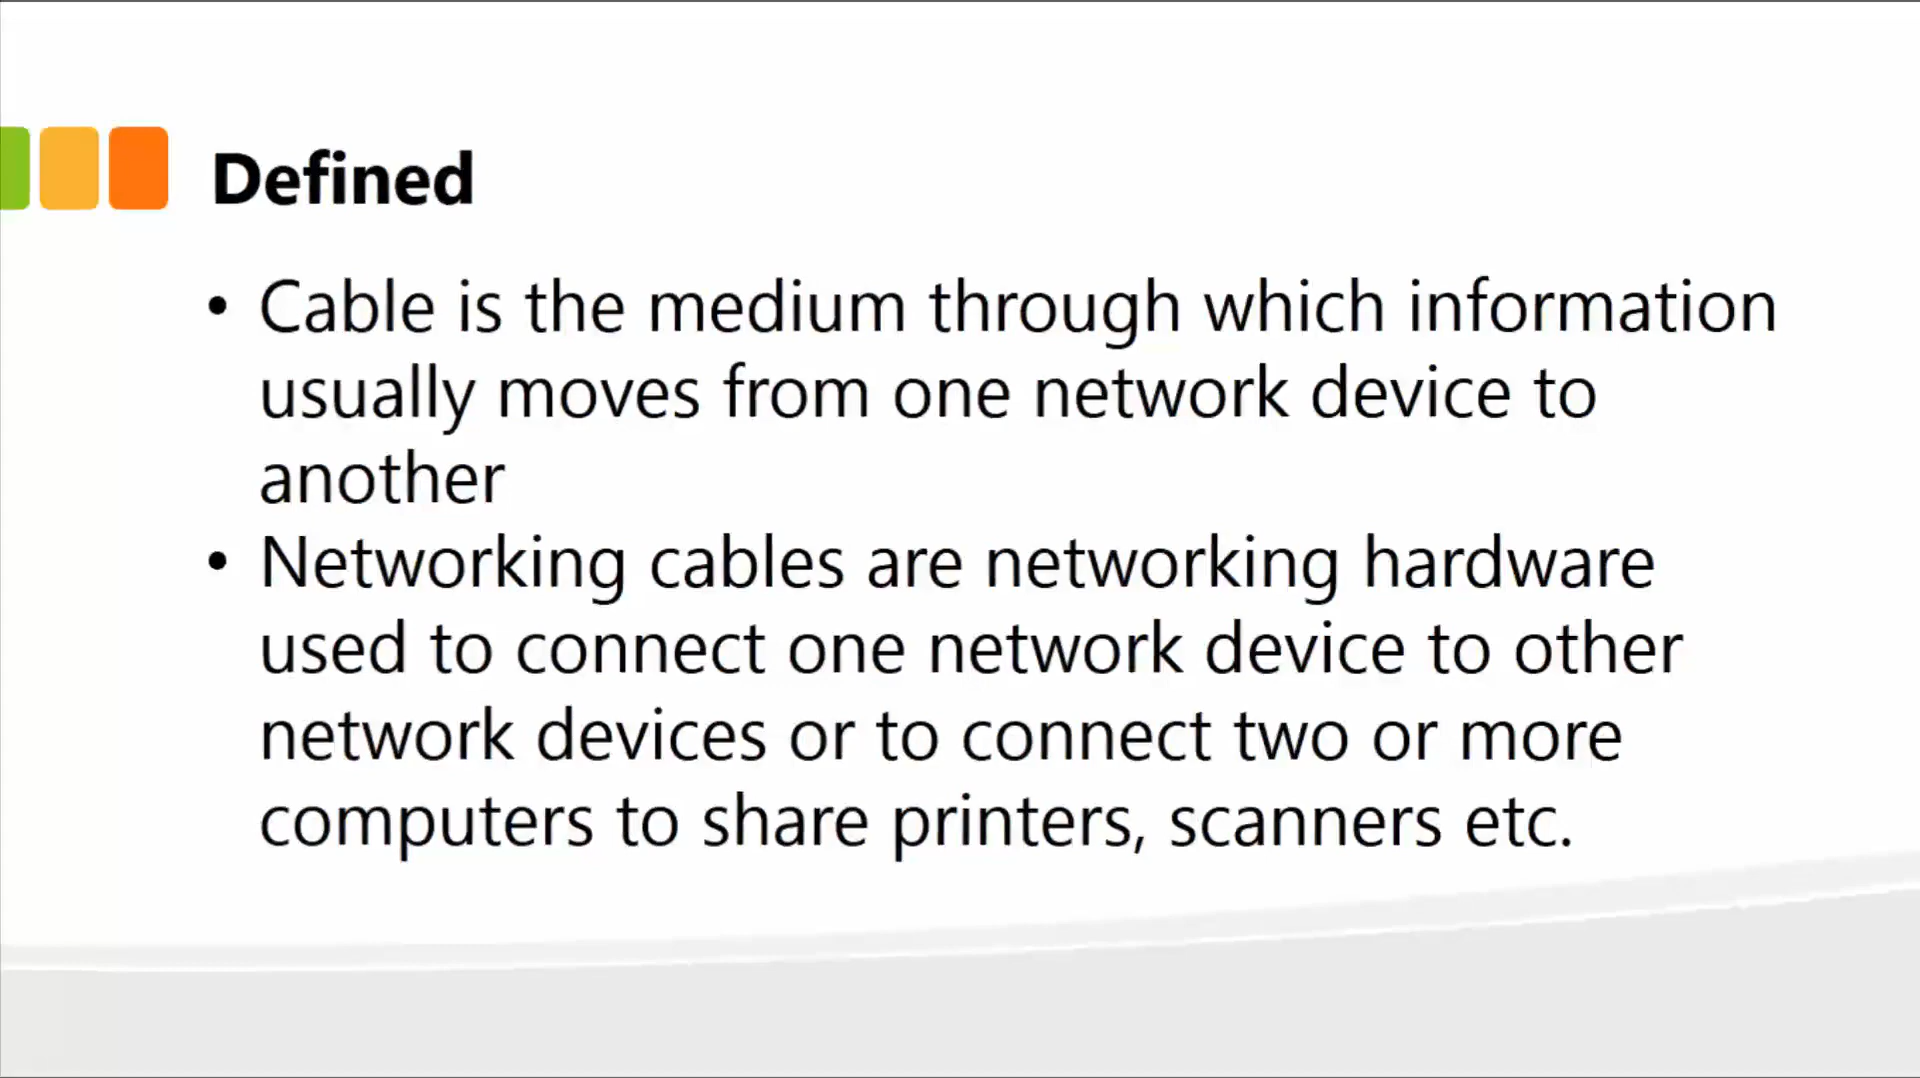 Defined
• Cable is the medium through which information
usually moves from one network device to
another
• Networking cables are networking hardware
used to connect one network device to other
network devices or to connect two or more
computers to share printers, scanners etc.